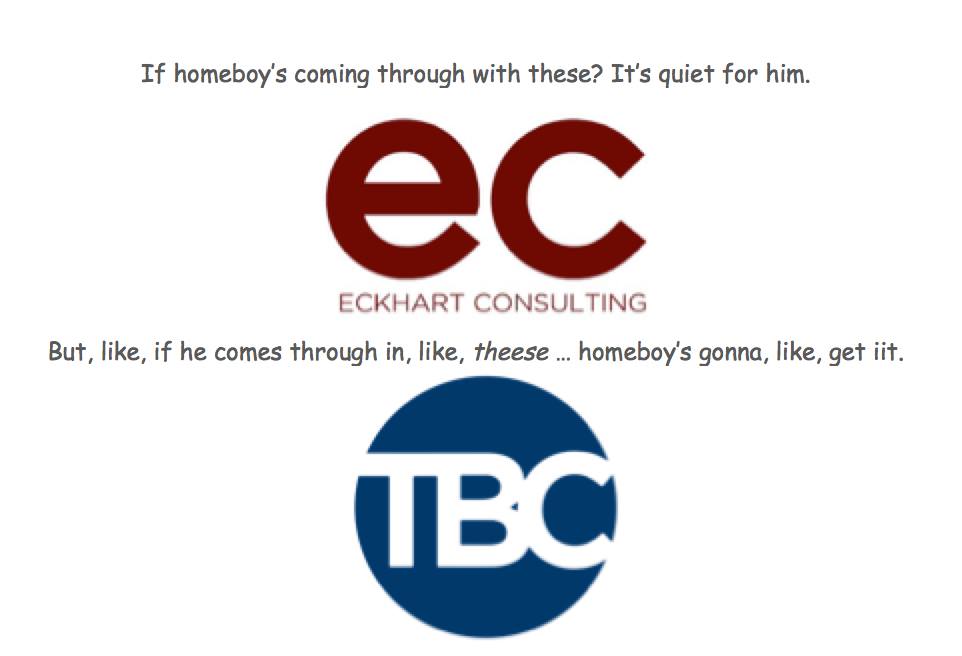 If homeboy's coming through with these? It's quiet for him.
ec
ECKHART CONSULTING
But, like, if he comes through in, like, theese ... homeboy's gonna, like, get iit.
TBC